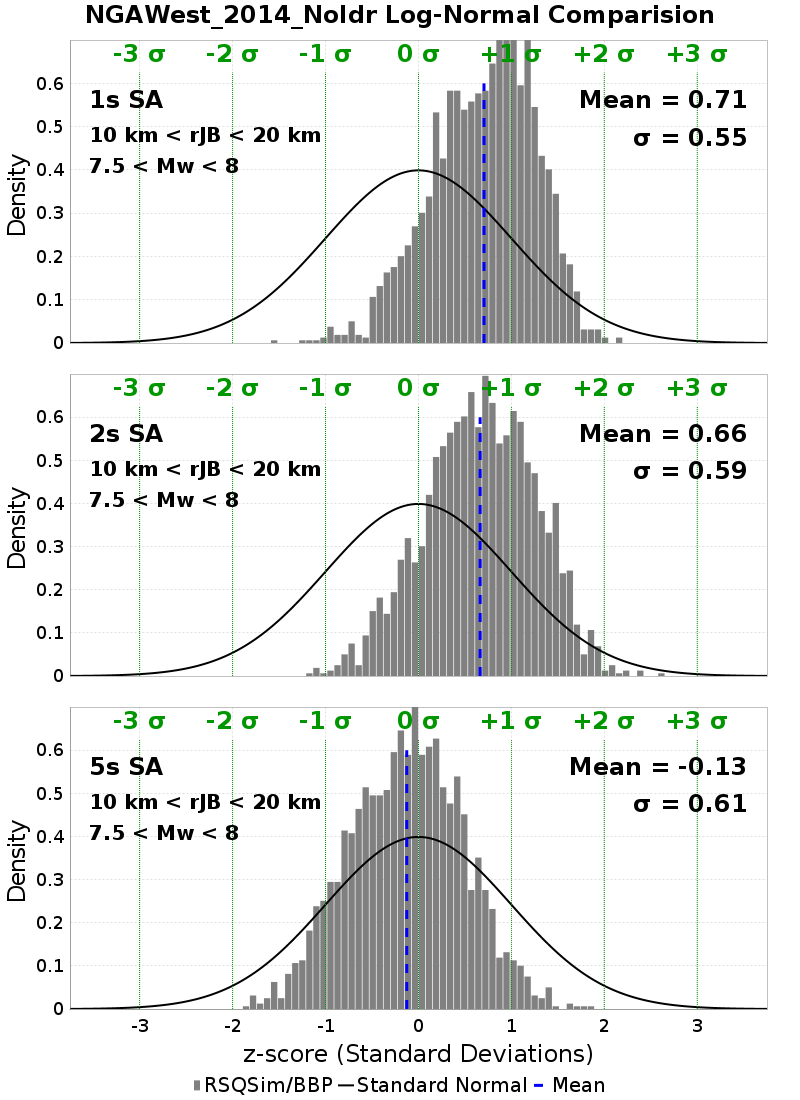 NGAWest_2014_NoIdr Log-Normal Comparision
-3 σ -2 σ -1 σ 0 σ +1 σ +2 σ +3 σ
0.6
1s SA Mean = 0.71
0.5
10 km < rJB < 20 km σ = 0.55
7.5 < Mw < 8
0.4
Density
0.3
0.2
0.1
0
-3 σ -2 σ -1 σ 0 σ +1 σ +2 σ +3 σ
0.6
2s SA Mean = 0.66
0.5
10 km < rJB < 20 km σ = 0.59
7.5 < Mw < 8
0.4
Density
0.3
0.2
0.1
0
-3 σ -2 σ -1 σ 0 σ +1 σ +2 σ +3 σ
0.6
5s SA Mean = -0.13
0.5
10 km < rJB < 20 km σ = 0.61
7.5 < Mw < 8
0.4
Density
0.3
0.2
0.1
0
-3 -2 -1 0 1 2 3
z-score (Standard Deviations)
RSQSim/BBP Standard Normal Mean